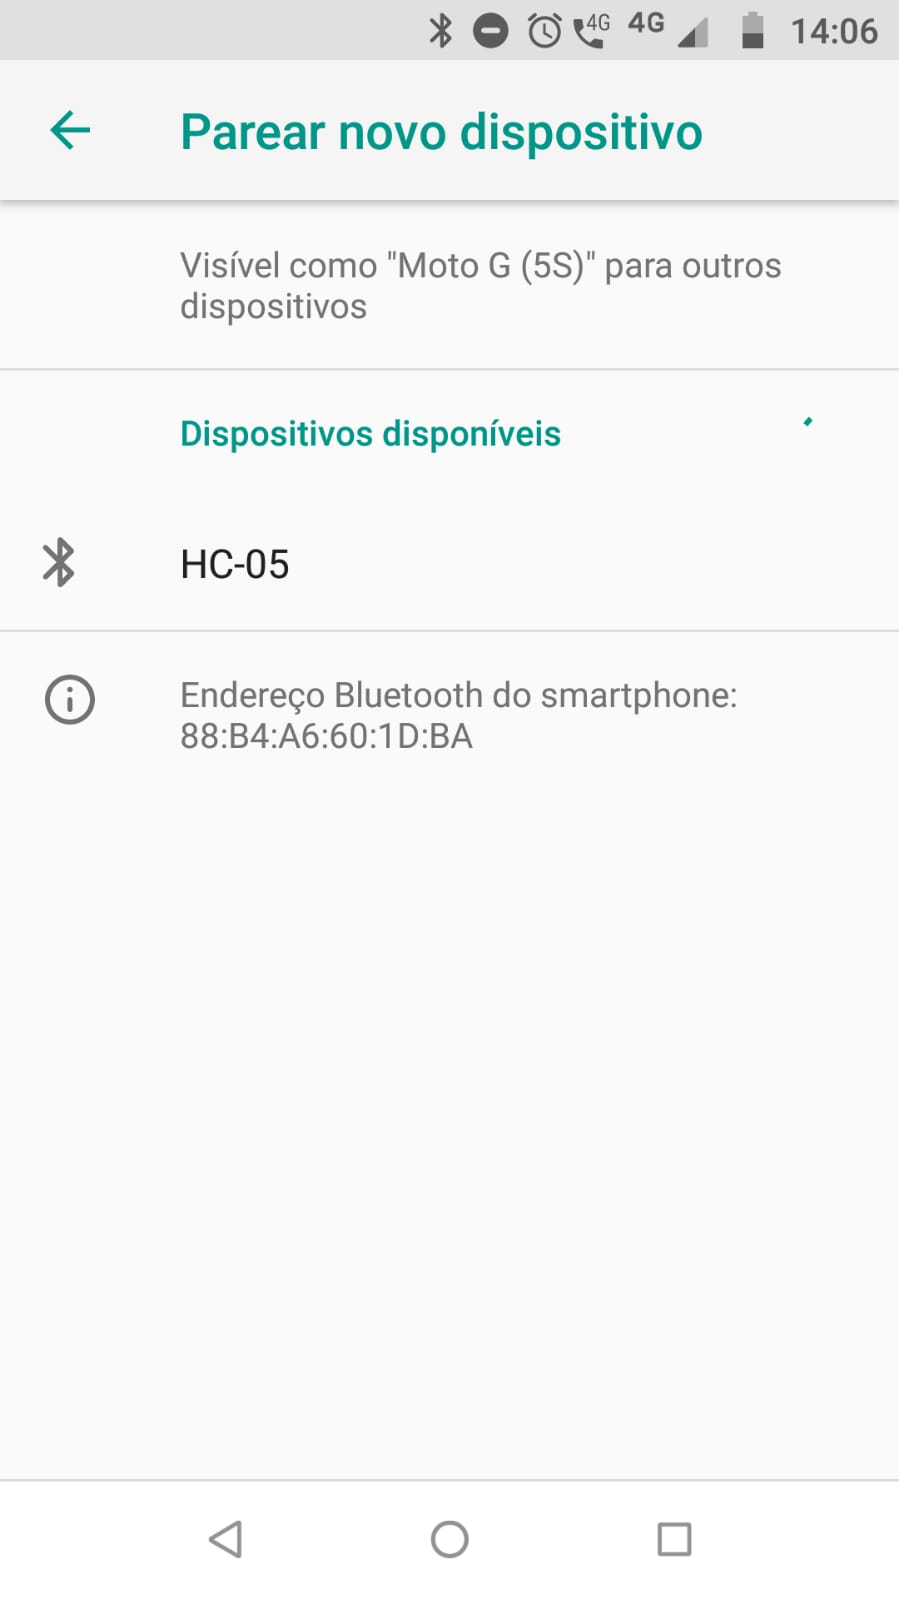 4G 4G 14:06
Parear novo dispositivo
Visível como "Moto G (5S)" para outros
dispositivos
Dispositivos disponíveis
HC-05
Endereço Bluetooth do smartphone:
88:B4:A6:60:1D:BA